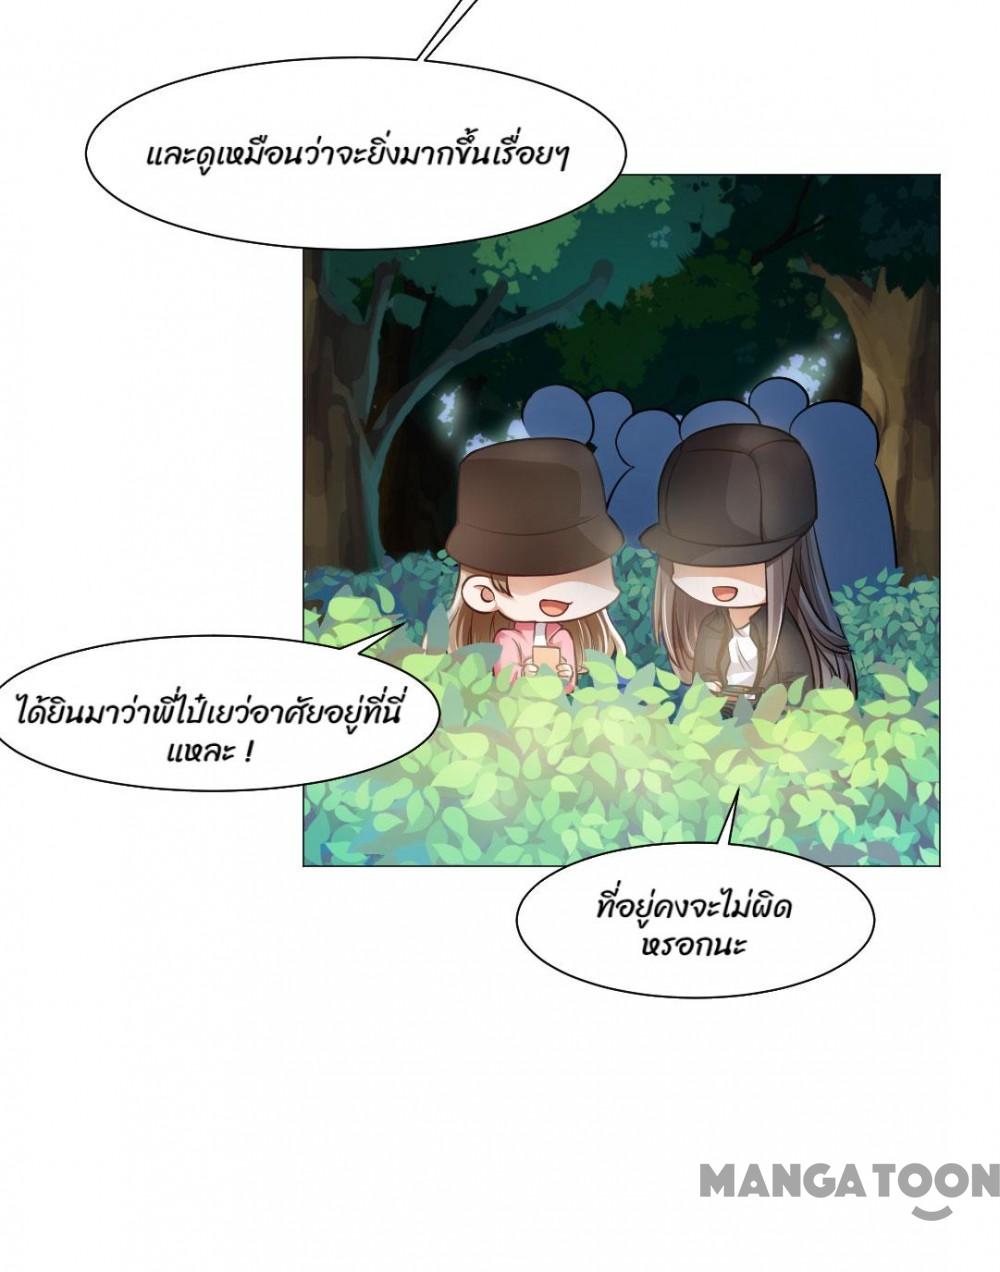 และดูเหมือนว่าจะยิ่งมากขึ้นเรื่อยๆ
ได้ยินมาว่าพี่ไป๋เยว่อาศัยอยู่ที่นี่
แหละ !
ที่อยู่คงจะไม่ผิด
หรอกนะ
MANGATOON